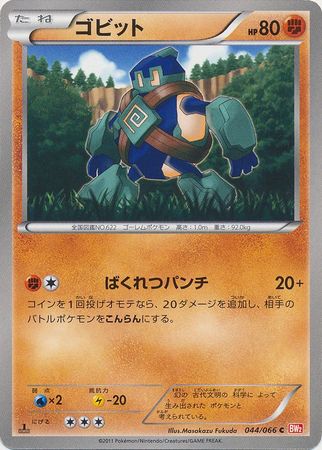 たね
ゴビット
HP80
全国図鑑NO.622 ゴーレムポケモン 高さ：1.0m 重さ：92.0kg
ばくれつパンチ 20+
コインを1回投げオモテなら、20ダメージを追加し、相手の
バトルポケモンをこんらんにする。
弱点 抵抗力
×2 -20
にげる
幻の 古代文明の 科学に よって
生み出された ポケモンと
考えられている。
1 EDITION
BW2 044/066 C
Illus.Masakazu Fukuda
©2011 Pokémon/Nintendo/Creatures/GAME FREAK.